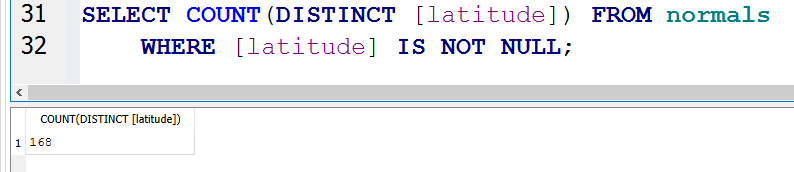 31 SELECT COUNT(DISTINCT [latitude]) FROM normals
32 WHERE [latitude] IS NOT NULL;
COUNT(DISTINCT [latitude])
1 168